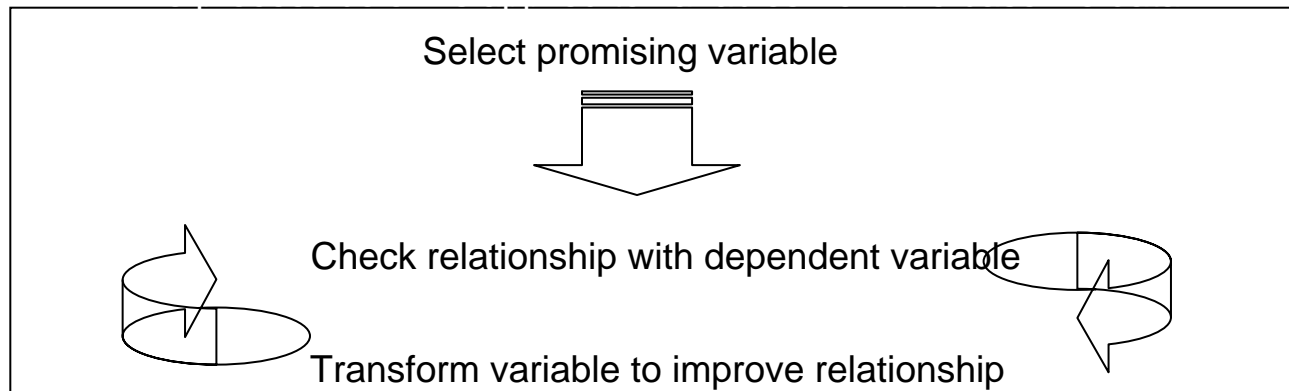 Select promising variable
Check relationship with dependent variable
Transform variable to improve relationship